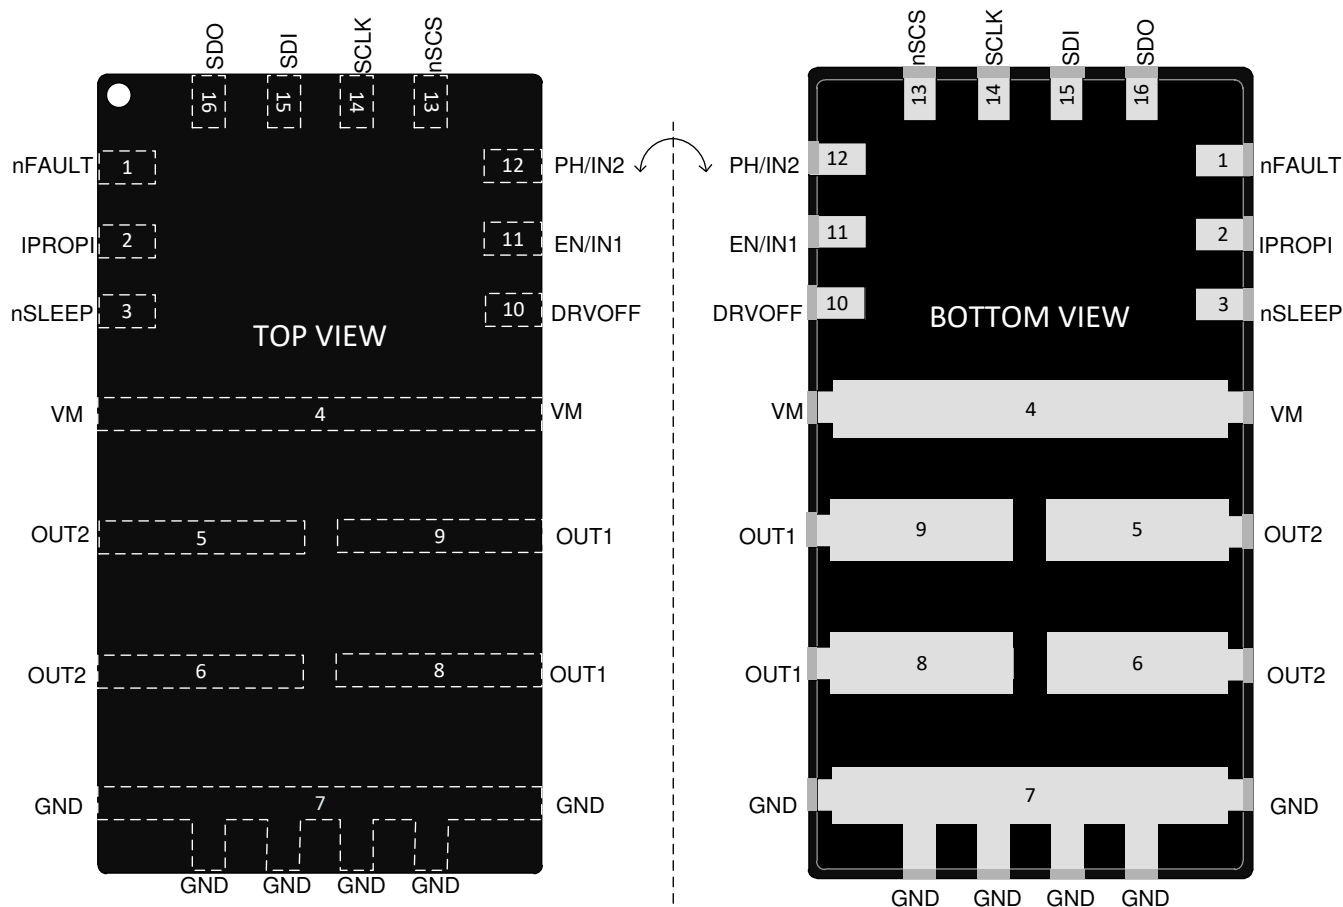 SDO SDI SCLK nSCS
16 15 14 13
nFAULT 1 12 PH/IN2
IPROPI 2 11 EN/IN1
nSLEEP 3 10 DRVOFF
TOP VIEW
VM 4 VM
OUT2 5 9 OUT1
OUT2 6 8 OUT1
GND 7 GND
GND GND GND GND
nSCS SCLK SDI SDO
13 14 15 16
PH/IN2 12 1 nFAULT
EN/IN1 11 2 IPROPI
DRVOFF 10 3 nSLEEP
BOTTOM VIEW
VM 4 VM
OUT1 9 5 OUT2
OUT1 8 6 OUT2
GND 7 GND
GND GND GND GND